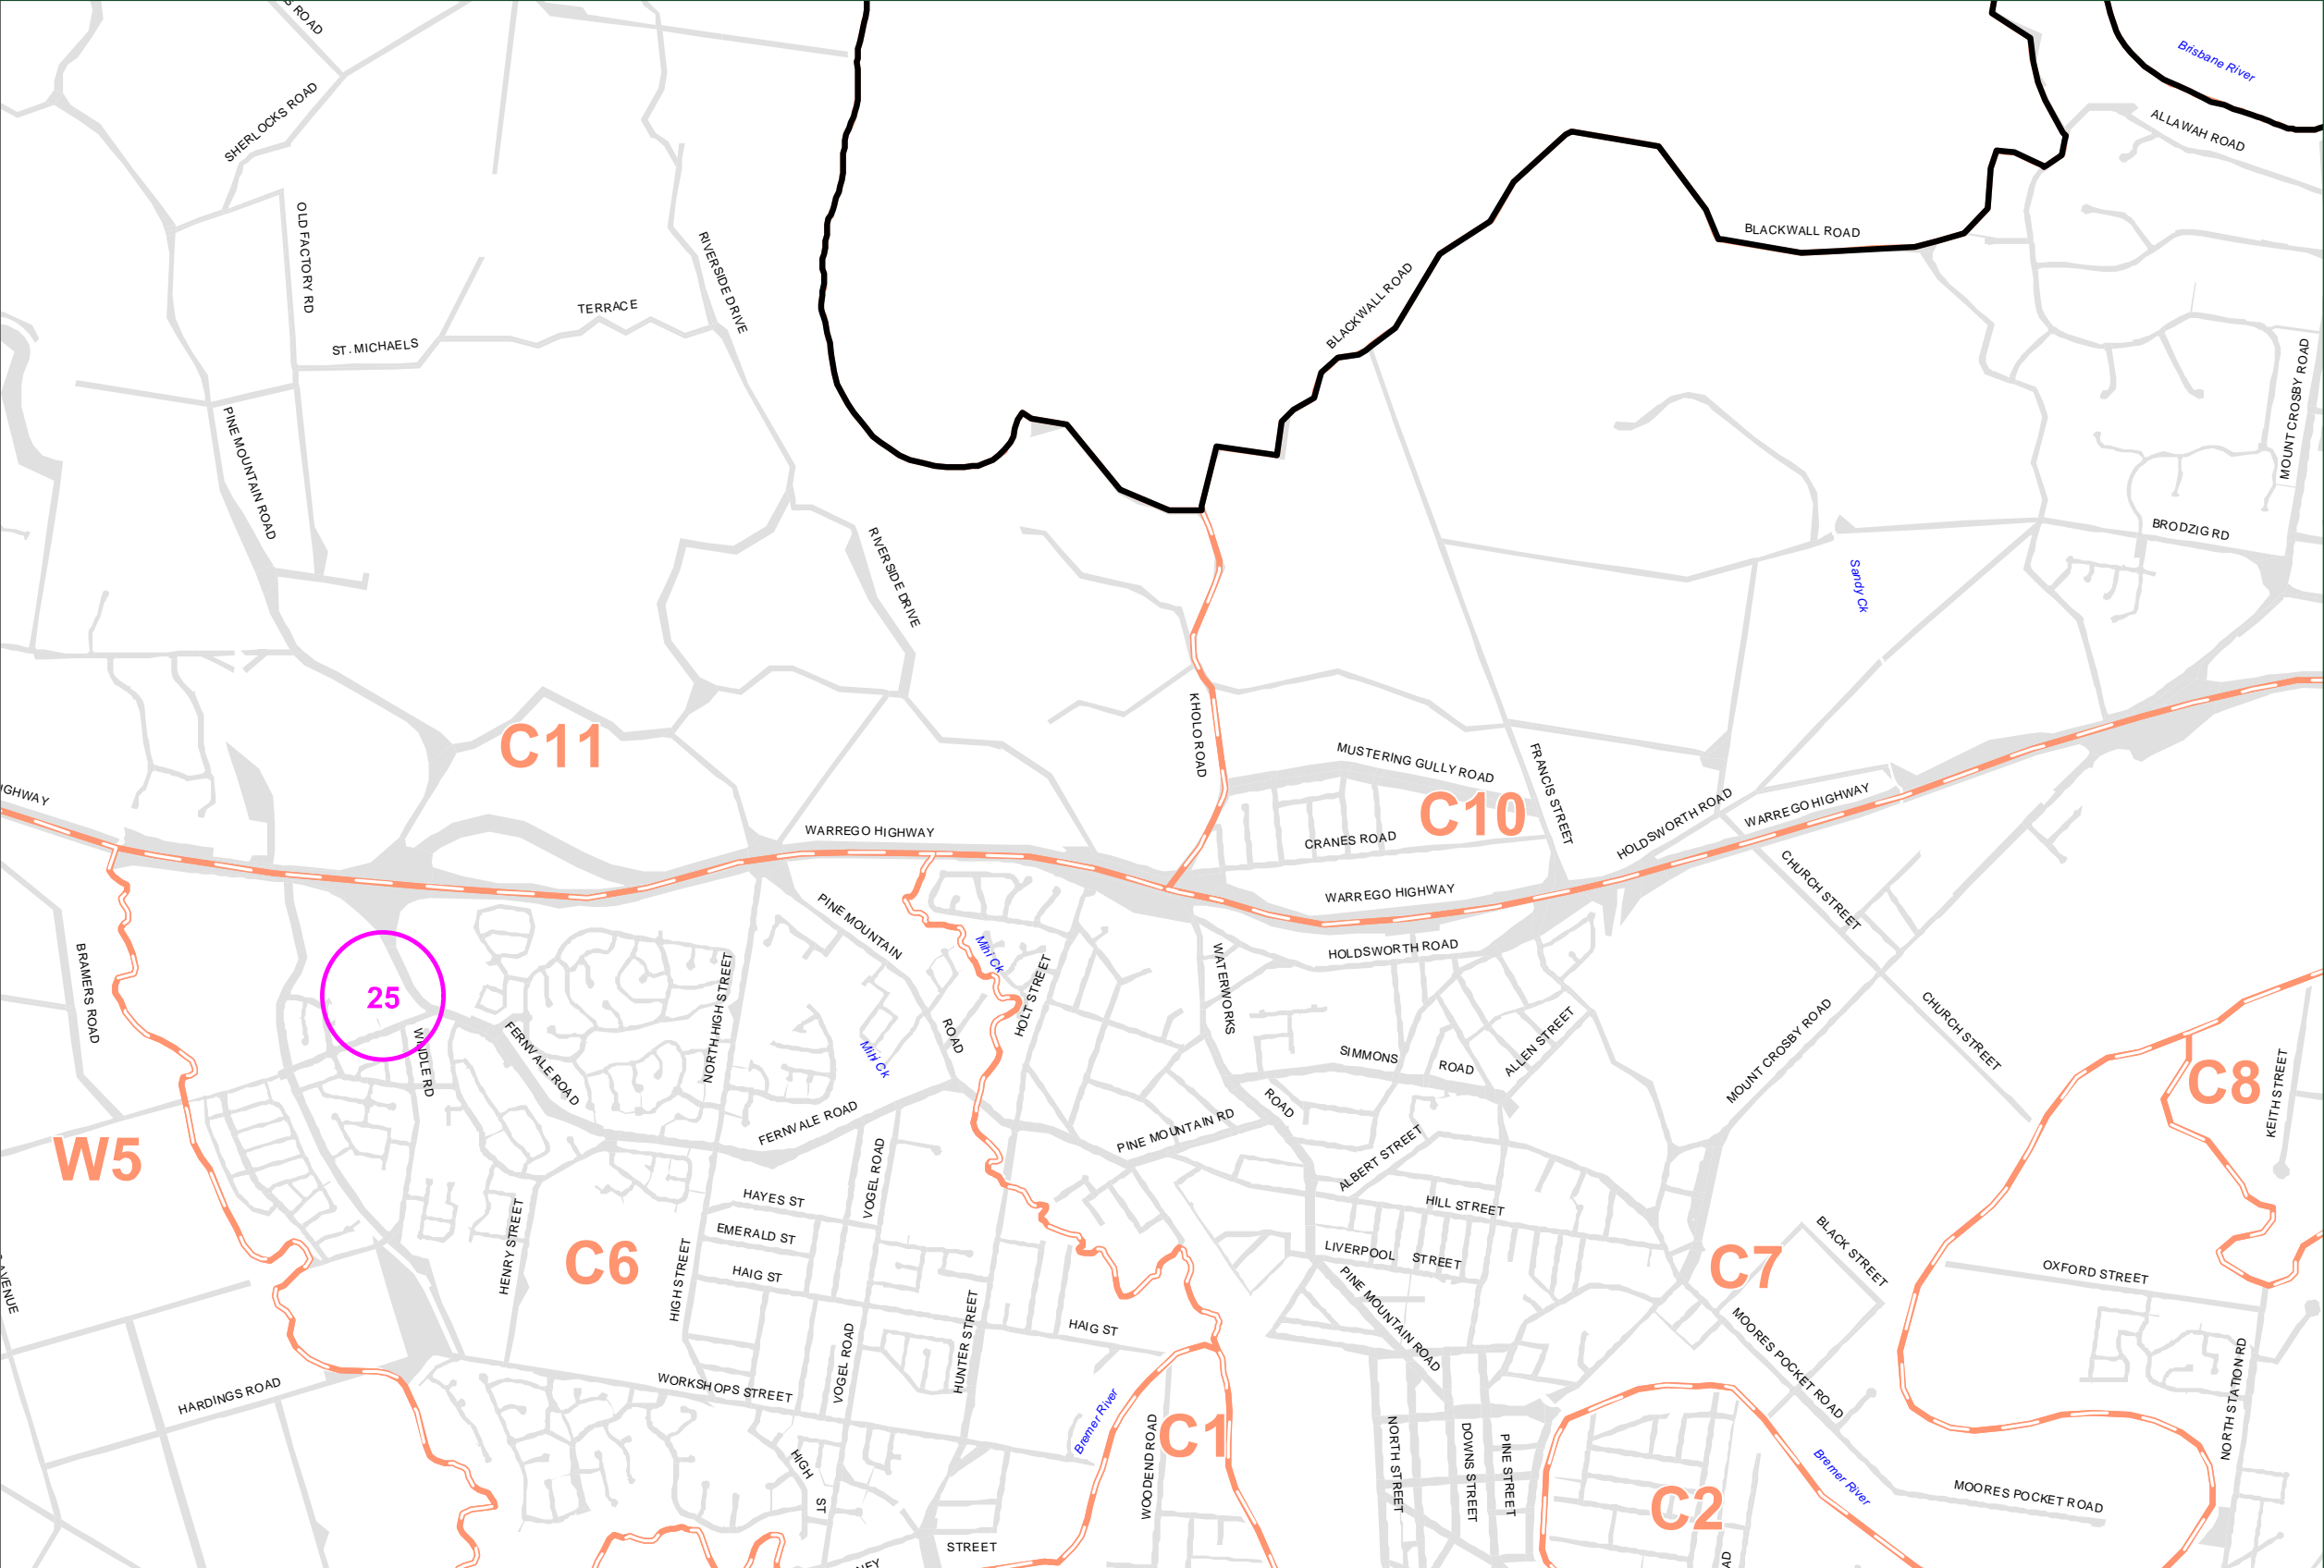 S ROAD
Brisbane River
SHERLOCKS ROAD
ALLAWAH ROAD
OLD FACTORY RD
RIVERSIDE DRIVE
BLACKWALL ROAD
BLACKWALL ROAD
TERRACE
ST. MICHAELS
MOUNT CROSBY ROAD
PINE MOUNTAIN ROAD
BRODZIG RD
RIVERSIDE DRIVE
Sandy Ck
KHOLO ROAD
C11
MUSTERING GULLY ROAD
FRANCIS STREET
C10
HOLDSWORTH ROAD
WARREGO HIGHWAY
IGHWAY
WARREGO HIGHWAY
CRANES ROAD
CHURCH STREET
WARREGO HIGHWAY
PINE MOUNTAIN
Mihi Ck
HOLDSWORTH ROAD
BRAMERS ROAD
25
NORTH HIGH STREET
HOLT STREET
WATERWORKS
WINDLE RD
FERNVALE ROAD
ROAD
Mihi Ck
SIMMONS
ROAD
ALLEN STREET
MOUNT CROSBY ROAD
CHURCH STREET
C8
KEITH STREET
ROAD
FERNVALE ROAD
PINE MOUNTAIN RD
W5
ALBERT STREET
VOGEL ROAD
HAYES ST
HILL STREET
EMERALD ST
HENRY STREET
C6
HIGH STREET
HAIG ST
LIVERPOOL
STREET
C7
BLACK STREET
OXFORD STREET
AVENUE
PINE MOUNTAIN ROAD
HUNTER STREET
HAIG ST
MOORES POCKET ROAD
VOGEL ROAD
HARDINGS ROAD
WORKSHOPS STREET
NORTH STATION RD
Bremer River
WOODEND ROAD
C1
NORTH STREET
DOWNS STREET
PINE STREET
HIGH
ST
Bremer River
C2
MOORES POCKET ROAD
STREET
NEY
AD